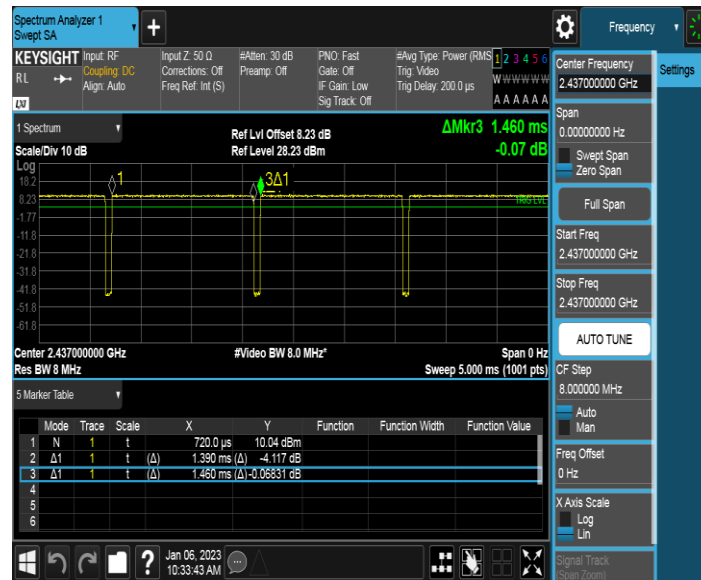 Spectrum Analyzer 1
Swept SA
Frequency
KEYSIGHT
RL
LXI
Input: RF
Coupling: DC
Align: Auto
Input Z: 50 Ω
Corrections: Off
Freq Ref: Int (S)
#Atten: 30 dB
Preamp: Off
PNO: Fast
Gate: Off
IF Gain: Low
Sig Track: Off
#Avg Type: Power (RMS
Trig: Video
Trig Delay: 200.0 µs
1 2 3 4 5 6
W W W W W W
A A A A A A
1 Spectrum
Scale/Div 10 dB
Ref Lvl Offset 8.23 dB
Ref Level 28.23 dBm
ΔMkr3 1.460 ms
-0.07 dB
Log
18.2
8.23
-1.77
-11.8
-21.8
-31.8
-41.8
-51.8
-61.8
1
3Δ1
TRIG LVL
Center 2.437000000 GHz
Res BW 8 MHz
#Video BW 8.0 MHz*
Span 0 Hz
Sweep 5.000 ms (1001 pts)
5 Marker Table
Mode Trace Scale X Y Function Function Width Function Value
1 N 1 t 720.0 µs 10.04 dBm
2 Δ1 1 t (Δ) 1.390 ms (Δ) -4.117 dB
3 Δ1 1 t (Δ) 1.460 ms (Δ) -0.06831 dB
4
5
6
Jan 06, 2023
10:33:43 AM
Center Frequency
2.437000000 GHz
Settings
Span
0.00000000 Hz
Swept Span
Zero Span
Full Span
Start Freq
2.437000000 GHz
Stop Freq
2.437000000 GHz
AUTO TUNE
CF Step
8.000000 MHz
Auto
Man
Freq Offset
0 Hz
X Axis Scale
Log
Lin
Signal Track
(Span Zoom)